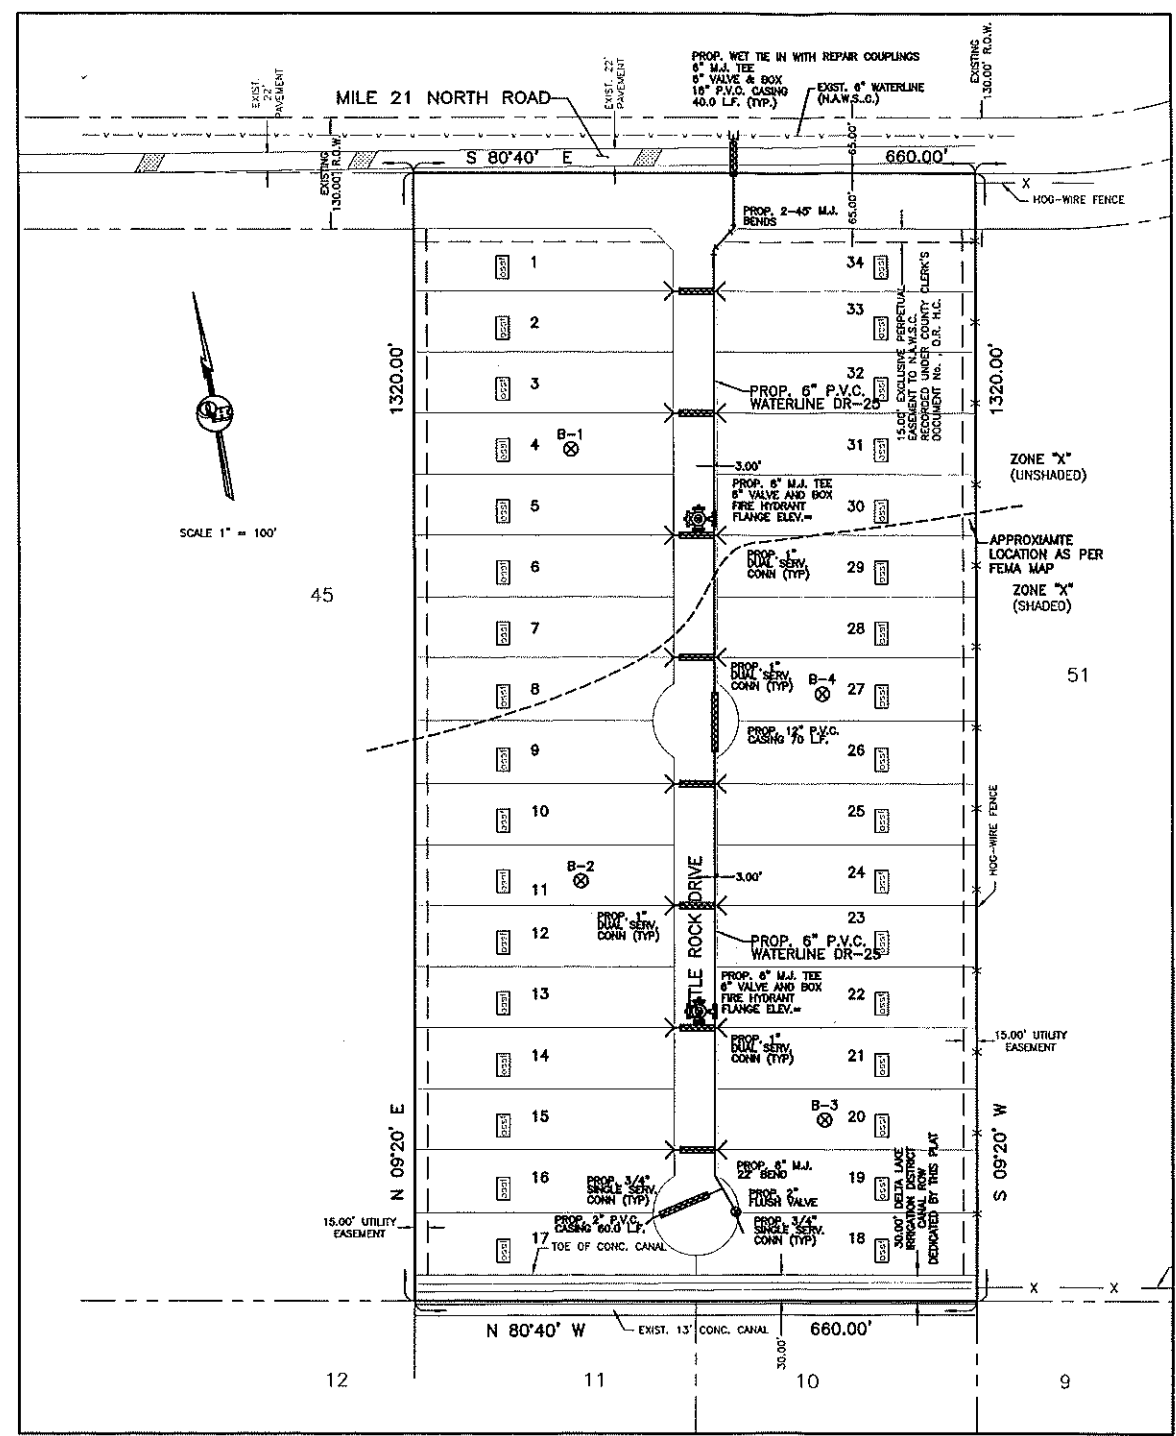 PROP. WET TIE IN WITH REPAIR COUPLINGS
6" M.J. TEE
6" VALVE & BOX
16" P.V.C. CASING
40.0 L.F. (TYP.)
EXIST. 6" WATERLINE
(N.A.W.S..C.)
EXISTING
130.00' R.O.W.
EXIST.
22'
PAVEMENT
EXIST. 22'
PAVEMENT
MILE 21 NORTH ROAD
S 80°40' E
660.00'
65.00'
65.00'
EXISTING
130.00' R.O.W.
X
HOG-WIRE FENCE
PROP. 2-45° M.J.
BENDS
1
34
2
33
3
32
4
31
5
30
6
29
7
28
8
27
9
26
10
25
11
24
12
23
13
22
14
21
15
20
16
19
17
18
1320.00'
1320.00'
15.00' EXCLUSIVE PERPETUAL
EASEMENT TO N.A.W.S.C.
RECORDED UNDER COUNTY CLERK'S
DOCUMENT No. , D.R. H.C.
PROP. 6" P.V.C.
WATERLINE DR-25
B-1
3.00'
PROP. 6" M.J. TEE
6" VALVE AND BOX
FIRE HYDRANT
FLANGE ELEV.=
ZONE "X"
(UNSHADED)
SCALE 1" = 100'
APPROXIAMTE
LOCATION AS PER
FEMA MAP
PROP. 1"
DUAL SERV.
CONN (TYP)
ZONE "X"
(SHADED)
45
51
PROP. 1"
DUAL SERV.
CONN (TYP)
B-4
PROP. 12" P.V.C.
CASING 70 L.F.
HOG-WIRE FENCE
B-2
3.00'
PROP. 1"
DUAL SERV.
CONN (TYP)
TLE ROCK DRIVE
PROP. 6" P.V.C.
WATERLINE DR-25
PROP. 6" M.J. TEE
6" VALVE AND BOX
FIRE HYDRANT
FLANGE ELEV.=
PROP. 1"
DUAL SERV.
CONN (TYP)
15.00' UTILITY
EASEMENT
B-3
N 09°20' E
S 09°20' W
PROP. 6" M.J.
22° BEND
PROP. 3/4"
SINGLE SERV.
CONN (TYP)
PROP. 2"
FLUSH VALVE
PROP. 2" P.V.C.
CASING 60.0 L.F.
PROP. 3/4"
SINGLE SERV.
CONN (TYP)
30.00' DELTA LAKE
IRRIGATION DISTRICT
CANAL ROW
DEDICATED BY THIS PLAT
15.00' UTILITY
EASEMENT
TOE OF CONC. CANAL
X
X
N 80°40' W
EXIST. 13' CONC. CANAL
660.00'
30.00'
12
11
10
9